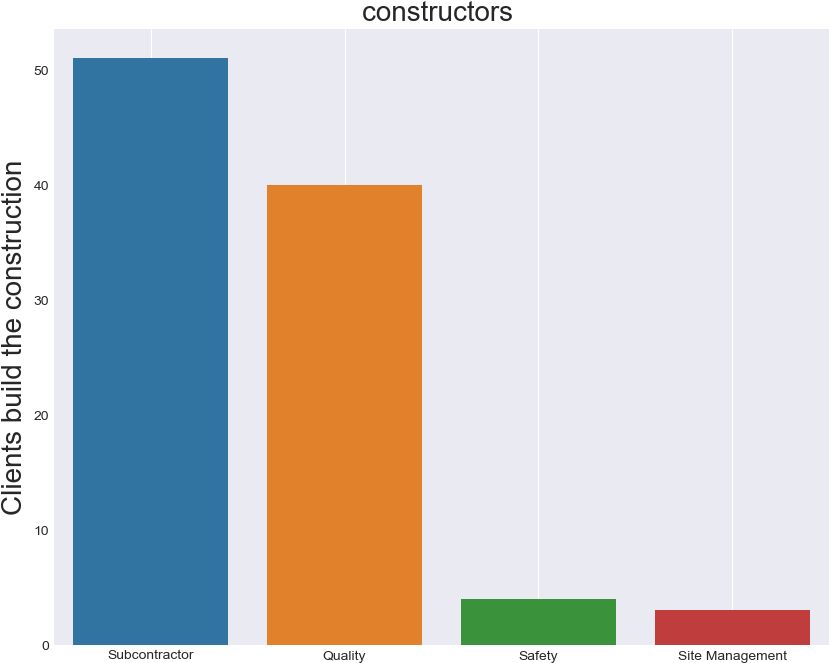 constructors
Clients build the construction
50
40
30
20
10
0
Subcontractor
Quality
Safety
Site Management